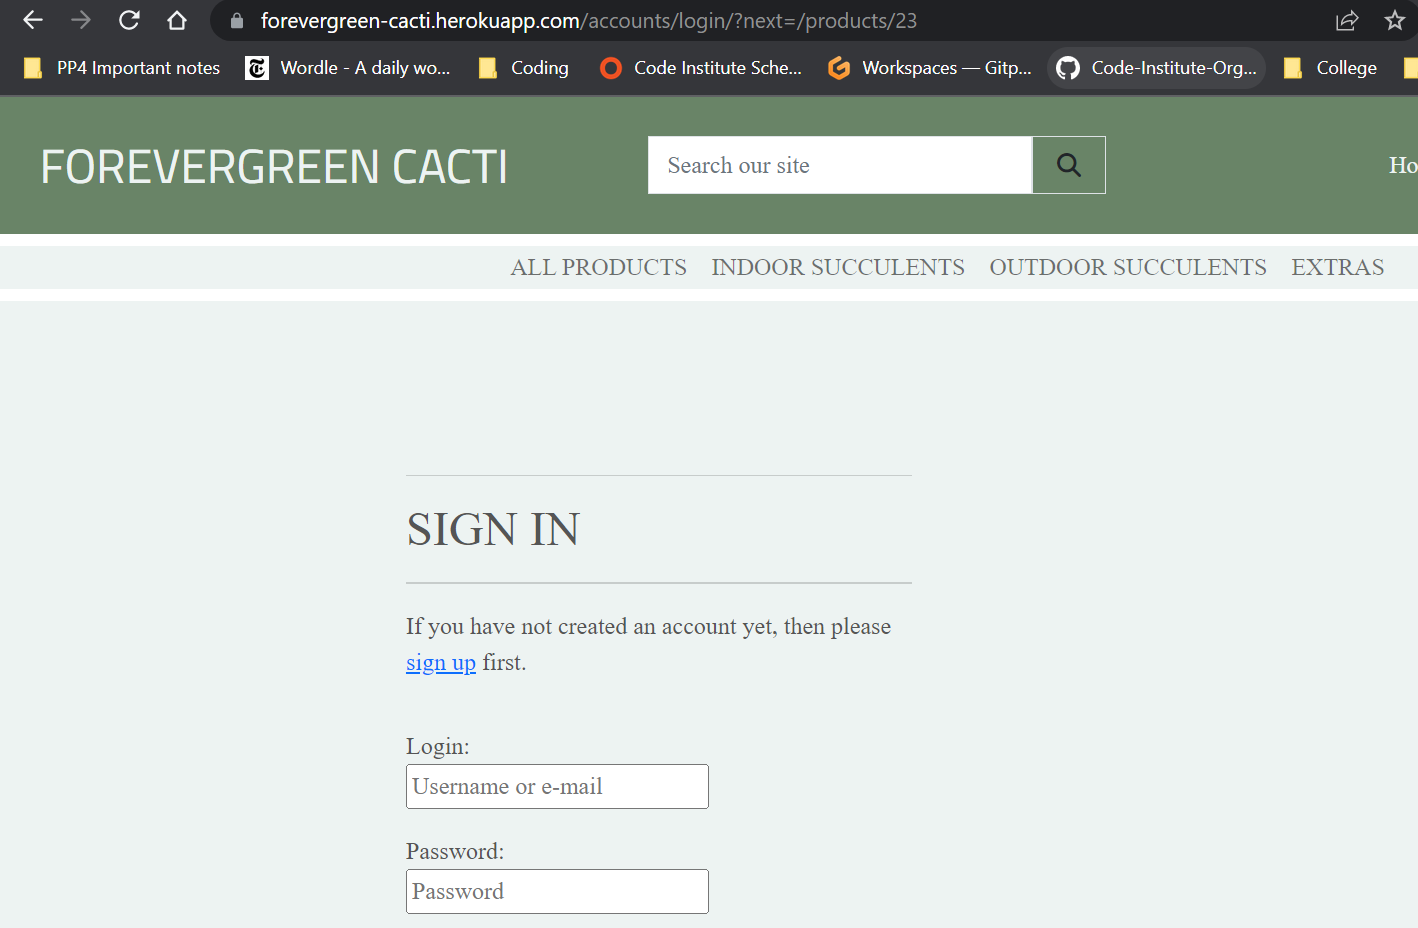 forevergreen-cacti.herokuapp.com/accounts/login/?next=/products/23
PP4 Important notes Wordle - A daily wo... Coding Code Institute Sche... Workspaces — Gitp... Code-Institute-Org... College
FOREVERGREEN CACTI Search our site Ho
ALL PRODUCTS INDOOR SUCCULENTS OUTDOOR SUCCULENTS EXTRAS
SIGN IN
If you have not created an account yet, then please
sign up first.
Login:
Username or e-mail
Password:
Password